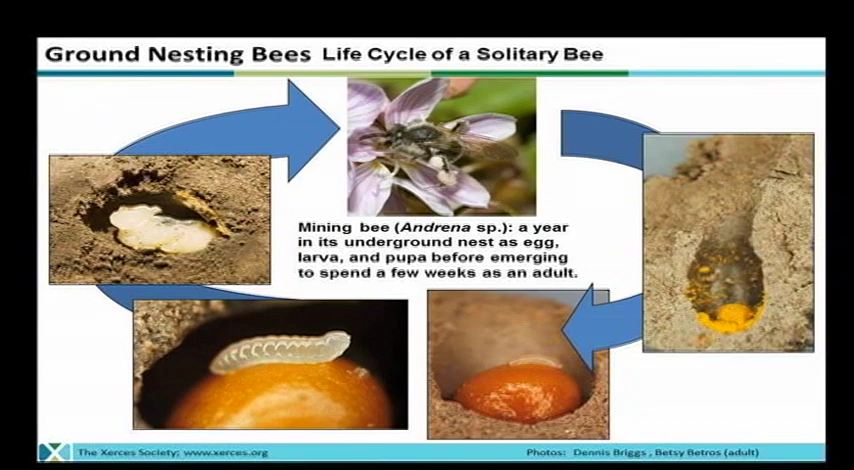 Ground Nesting Bees Life Cycle of a Solitary Bee
Mining bee (Andrena sp.): a year
in its underground nest as egg,
larva, and pupa before emerging
to spend a few weeks as an adult.
The Xerces Society; www.xerces.org
Photos: Dennis Briggs , Betsy Betros (adult)